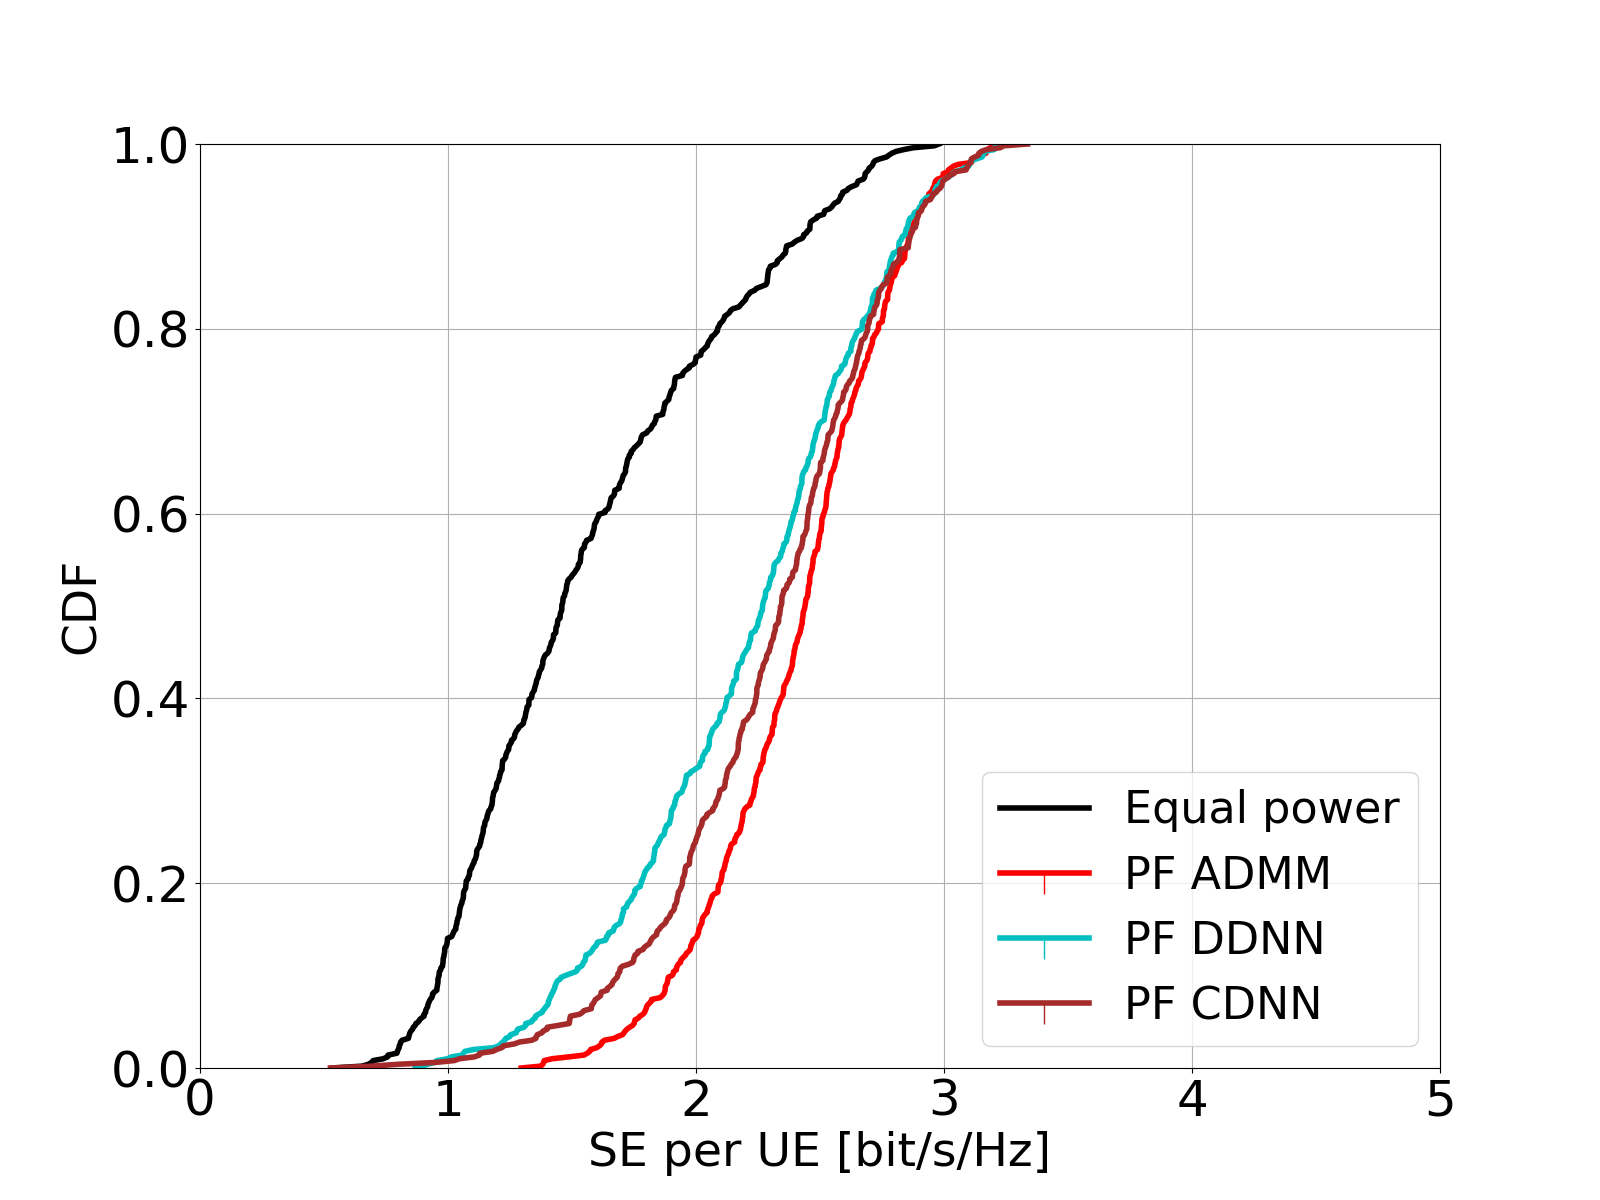 1.0
0.8
0.6
0.4
0.2
0.0
CDF
0 1 2 3 4 5
SE per UE [bit/s/Hz]
Equal power
PF ADMM
PF DDNN
PF CDNN